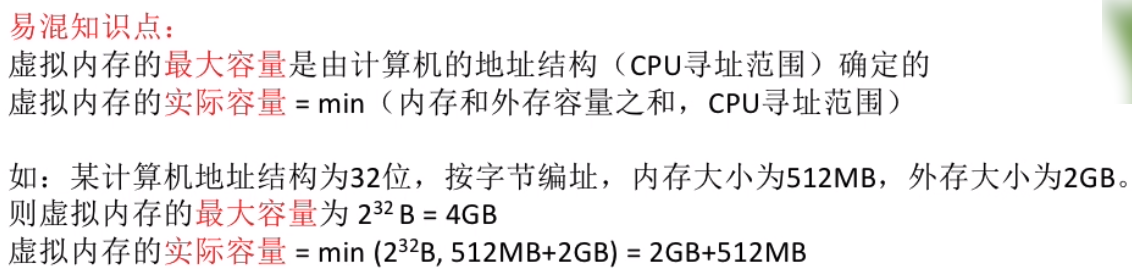 易混知识点：
虚拟内存的最大容量是由计算机的地址结构（CPU寻址范围）确定的
虚拟内存的实际容量 = min（内存和外存容量之和，CPU寻址范围）
如：某计算机地址结构为32位，按字节编址，内存大小为512MB，外存大小为2GB。
则虚拟内存的最大容量为 2³² B = 4GB
虚拟内存的实际容量 = min (2³²B, 512MB+2GB) = 2GB+512MB